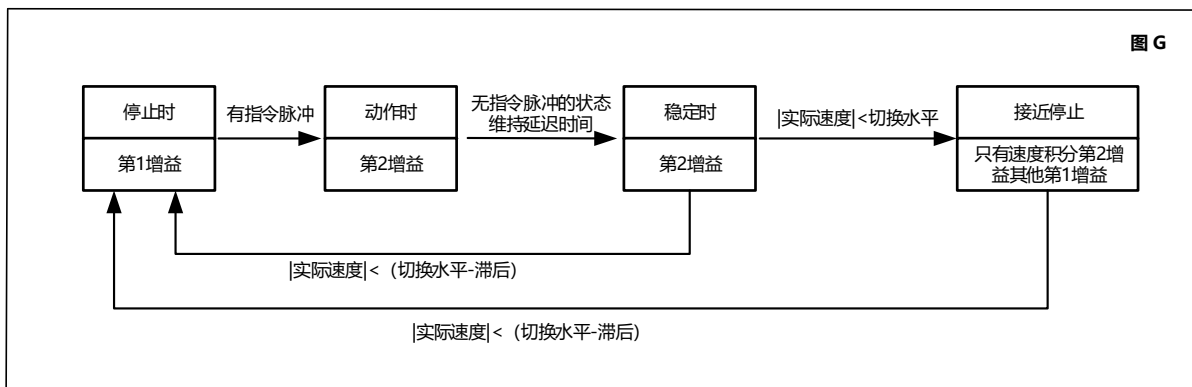 图 G
停止时
有指令脉冲
动作时
无指令脉冲的状态
维持延迟时间
稳定时
|实际速度|<切换水平
接近停止
第1增益
第2增益
第2增益
只有速度积分第2增
益其他第1增益
|实际速度|<（切换水平-滞后）
|实际速度|<（切换水平-滞后）